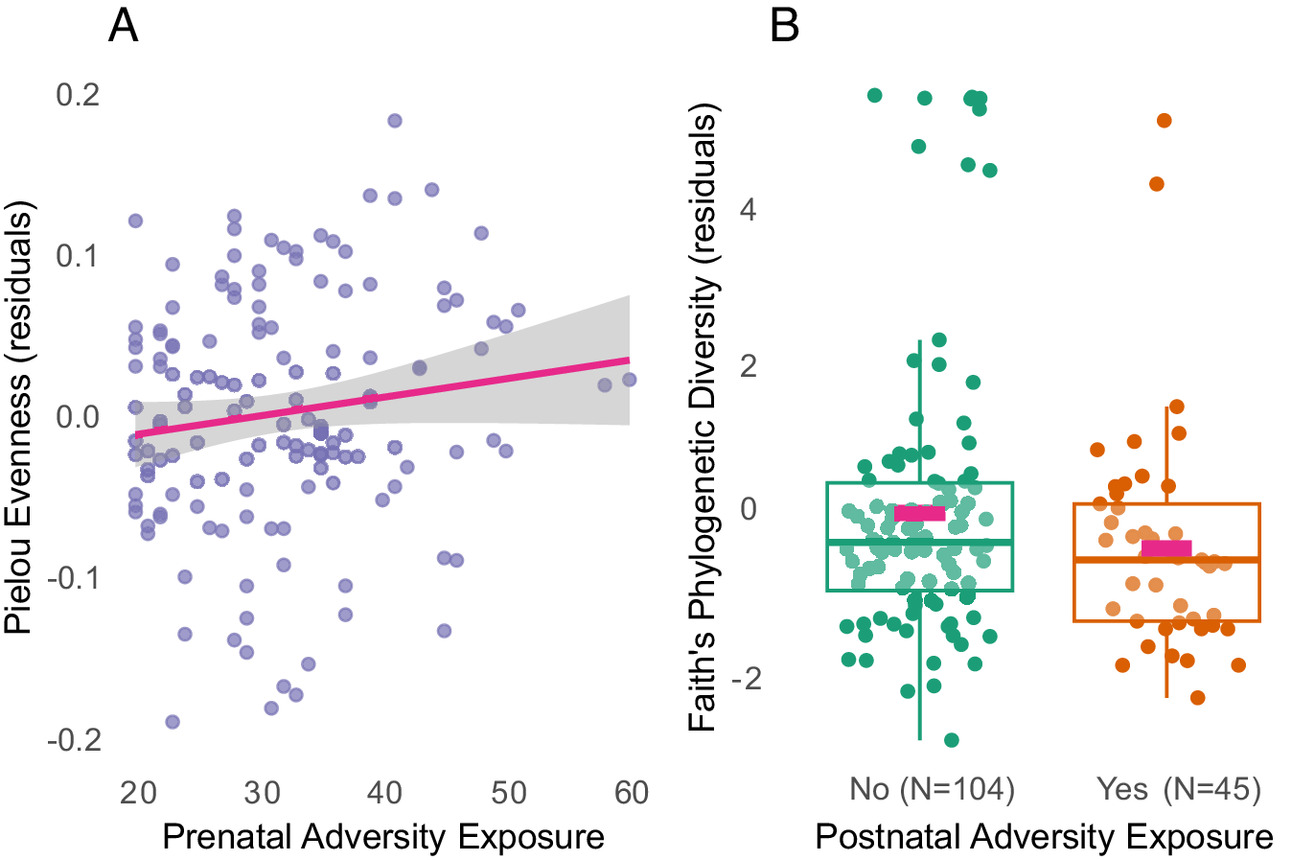 A
Pielou Evenness (residuals)
0.2
0.1
0.0
-0.1
-0.2
20 30 40 50 60
Prenatal Adversity Exposure
B
Faith's Phylogenetic Diversity (residuals)
4
2
0
-2
No (N=104) Yes (N=45)
Postnatal Adversity Exposure